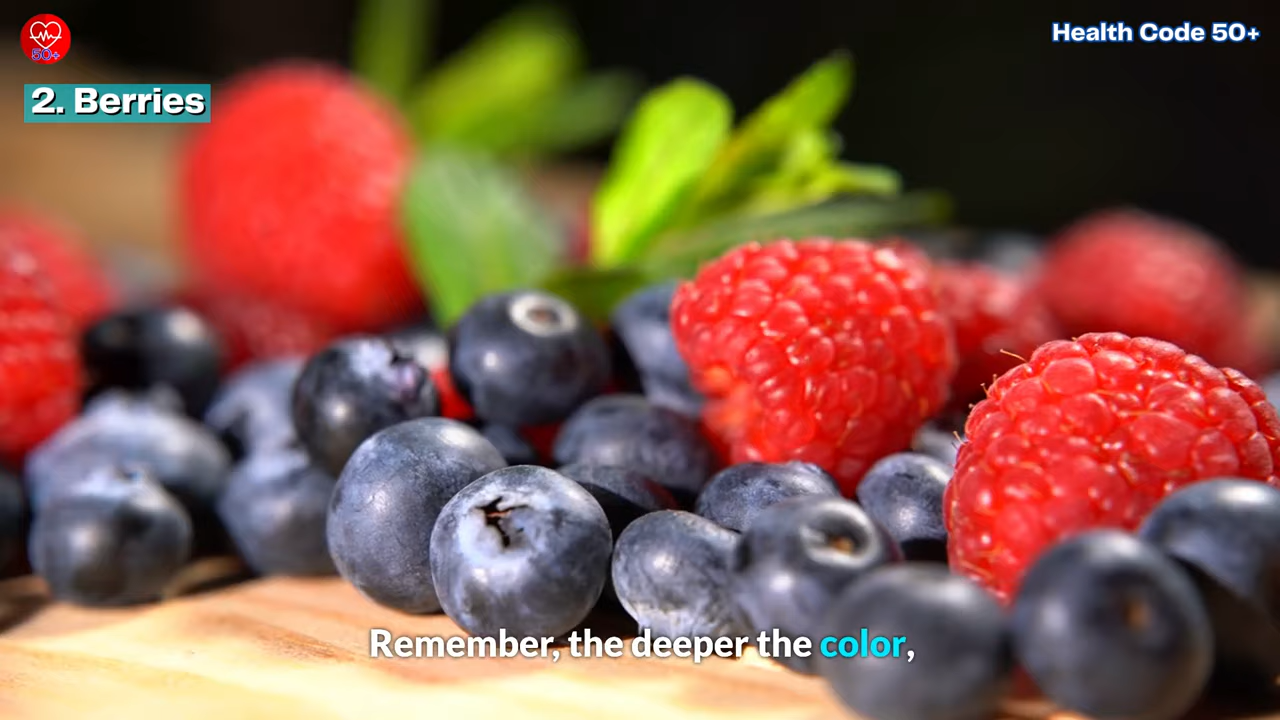 50+
Health Code 50+
2. Berries
Remember, the deeper the color,